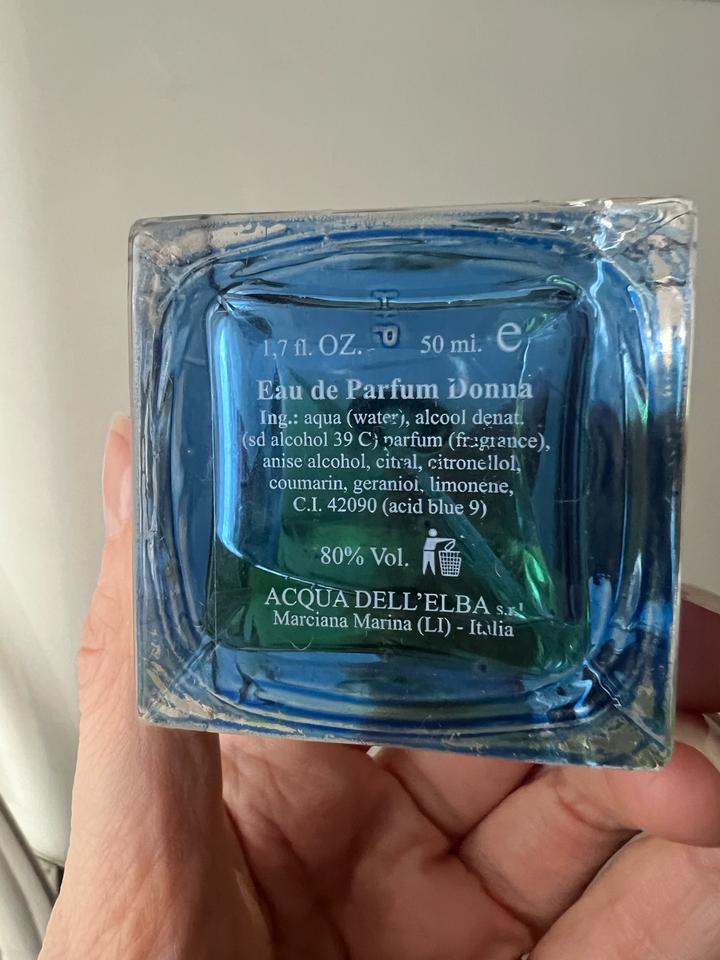 1,7 fl. OZ. 50 ml. e
Eau de Parfum Donna
Ing.: aqua (water), alcool denat.
(sd alcohol 39 C) parfum (fragrance),
anise alcohol, citral, citronellol,
coumarin, geraniol, limonene,
C.I. 42090 (acid blue 9)
80% Vol.
ACQUA DELL'ELBA s.r.l
Marciana Marina (LI) - Italia